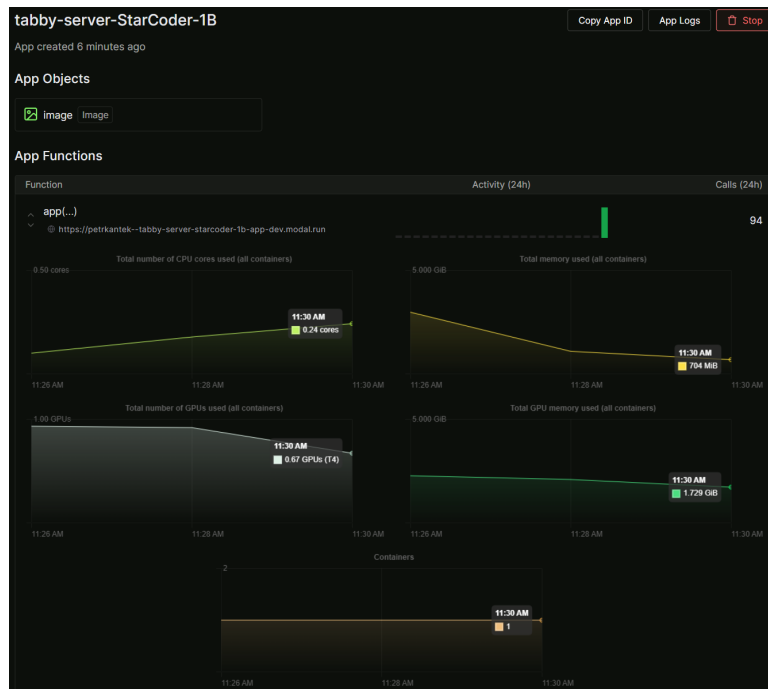 tabby-server-StarCoder-1B
Copy App ID
App Logs
Stop
App created 6 minutes ago
App Objects
image Image
App Functions
Function Activity (24h) Calls (24h)
app(...)
94
https://petrkantek--tabby-server-starcoder-1b-app-dev.modal.run
Total number of CPU cores used (all containers)
0.50 cores
11:30 AM
0.24 cores
11:26 AM 11:28 AM 11:30 AM
Total memory used (all containers)
5.000 GiB
11:30 AM
704 MiB
11:26 AM 11:28 AM 11:30 AM
Total number of GPUs used (all containers)
1.00 GPUs
11:30 AM
0.67 GPUs (T4)
11:26 AM 11:28 AM 11:30 AM
Total GPU memory used (all containers)
5.000 GiB
11:30 AM
1.729 GiB
11:26 AM 11:28 AM 11:30 AM
Containers
2
11:30 AM
1
11:26 AM 11:28 AM 11:30 AM